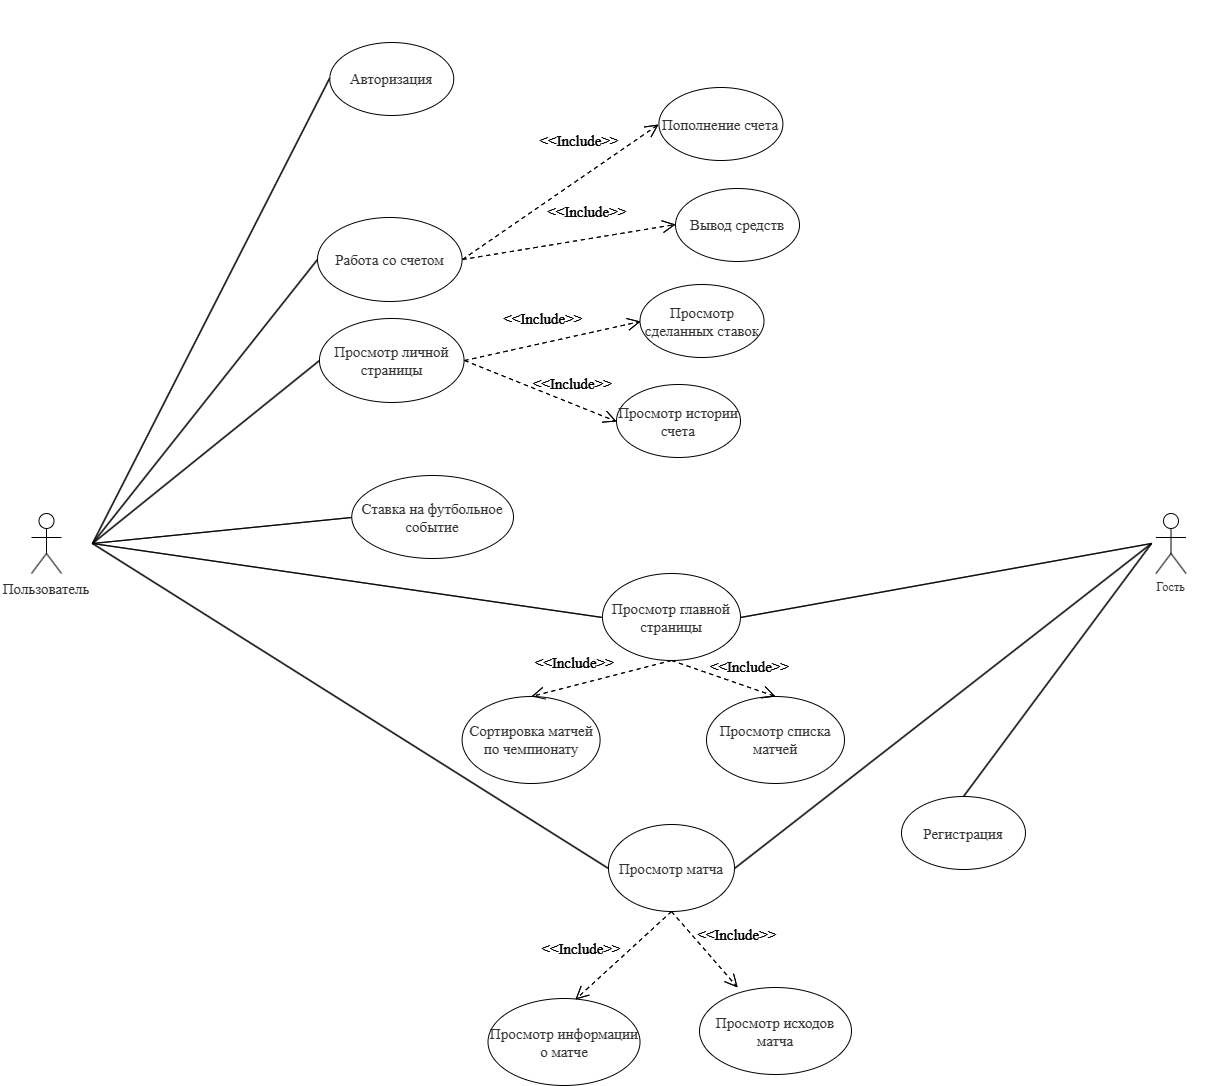 Авторизация
<<Include>>
Пополнение счета
<<Include>>
Вывод средств
Работа со счетом
<<Include>>
Просмотр
сделанных ставок
Просмотр личной
страницы
<<Include>>
Просмотр истории
счета
Ставка на футбольное
событие
Пользователь
Гость
Просмотр главной
страницы
<<Include>>
<<Include>>
Сортировка матчей
по чемпионату
Просмотр списка
матчей
Регистрация
Просмотр матча
<<Include>>
<<Include>>
Просмотр информации
о матче
Просмотр исходов
матча